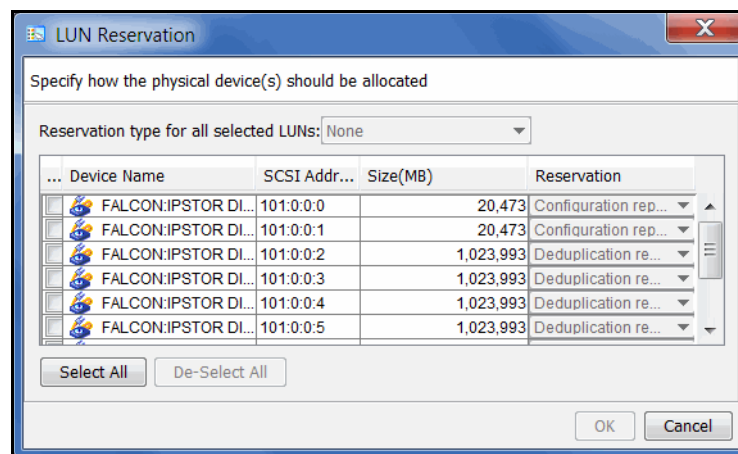 LUN Reservation
Specify how the physical device(s) should be allocated
Reservation type for all selected LUNs: None
... Device Name SCSI Addr... Size(MB) Reservation
FALCON:IPSTOR DI... 101:0:0:0 20,473 Configuration rep...
FALCON:IPSTOR DI... 101:0:0:1 20,473 Configuration rep...
FALCON:IPSTOR DI... 101:0:0:2 1,023,993 Deduplication re...
FALCON:IPSTOR DI... 101:0:0:3 1,023,993 Deduplication re...
FALCON:IPSTOR DI... 101:0:0:4 1,023,993 Deduplication re...
FALCON:IPSTOR DI... 101:0:0:5 1,023,993 Deduplication re...
Select All De-Select All
OK Cancel